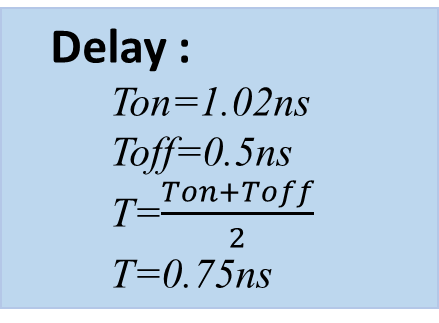 Delay :
Ton=1.02ns
Toff=0.5ns
T=Ton+Toff/2
T=0.75ns